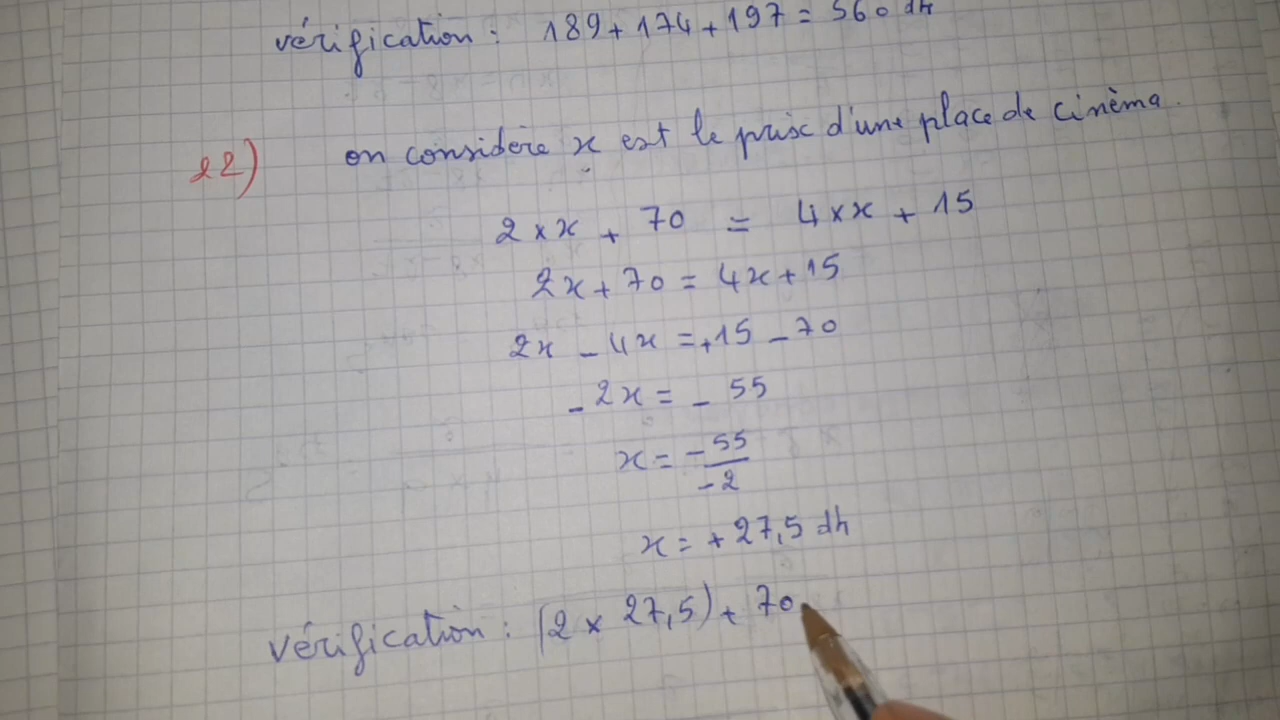 vérification : 189 + 174 + 197 = 560 dh
22) on considère x est le prix d'une place de cinèma.
2 × x + 70 = 4 × x + 15
2x + 70 = 4x + 15
2x - 4x = +15 - 70
- 2x = - 55
x = -55/-2
x = + 27,5 dh
vérification : (2 × 27,5) + 70